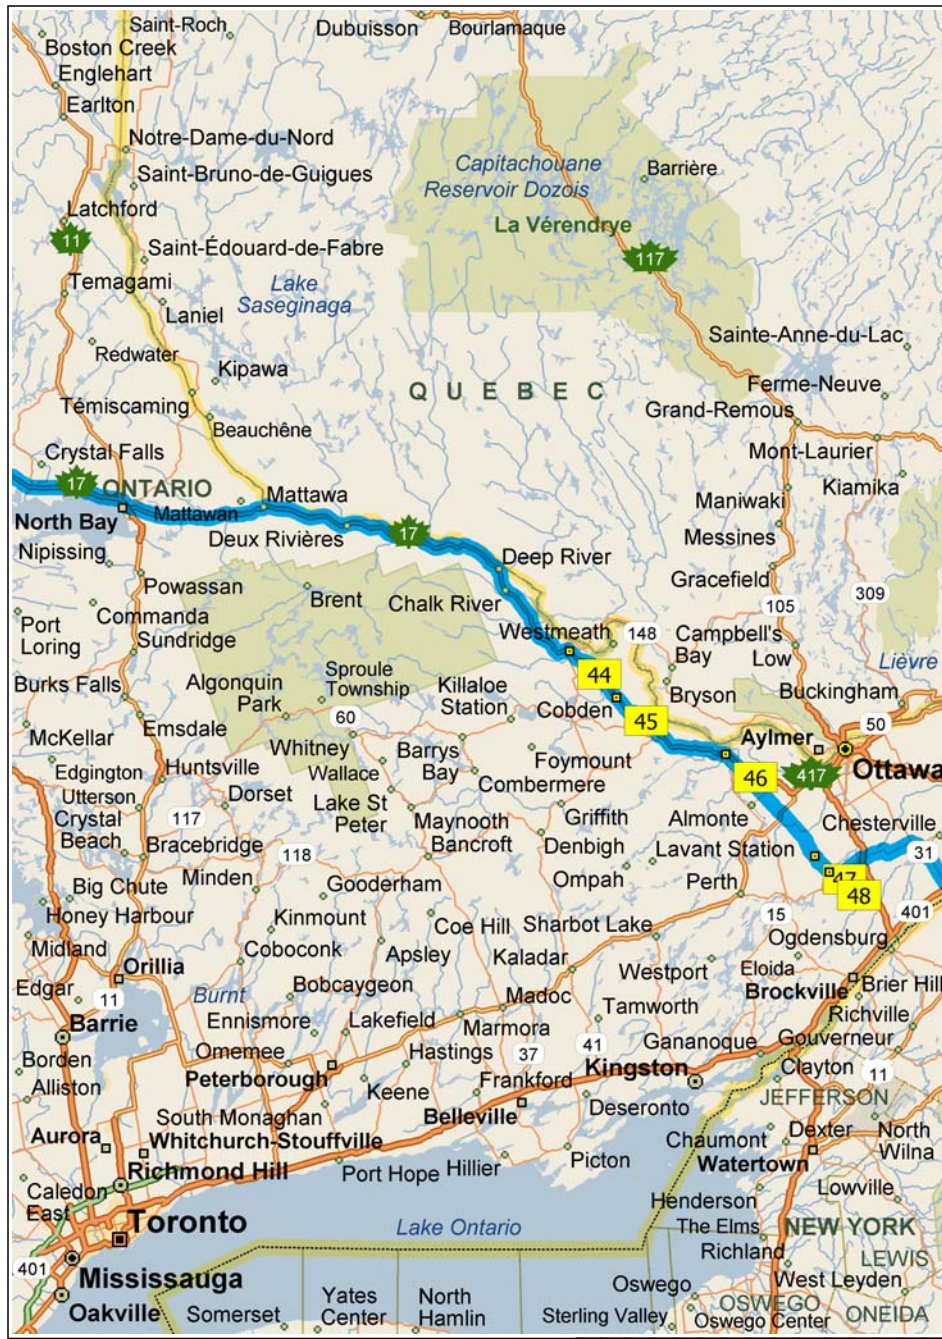 Saint-Roch
Dubuisson
Bourlamaque
Boston Creek
Englehart
Earlton
Notre-Dame-du-Nord
Capitachouane
Barrière
Saint-Bruno-de-Guigues
Reservoir Dozois
Latchford
La Vérendrye
11
Saint-Édouard-de-Fabre
117
Temagami
Lake
Saseginaga
Laniel
Sainte-Anne-du-Lac
Redwater
Kipawa
QUEBEC
Ferme-Neuve
Témiscaming
Grand-Remous
Beauchêne
Crystal Falls
Mont-Laurier
17
ONTARIO
Mattawa
Maniwaki
Kiamika
North Bay
Mattawan
Deux Rivières
17
Messines
Nipissing
Deep River
Powassan
Gracefield
Brent
Chalk River
105
309
Commanda
Port
Loring
Sundridge
Westmeath
148
Campbell's
Bay
Low
Lièvre
Sproule
Township
44
Burks Falls
Algonquin
Park
Killaloe
Station
Bryson
Buckingham
Cobden
45
Emsdale
60
50
McKellar
Whitney
Barrys
Bay
Aylmer
Foymount
Edgington
Huntsville
Wallace
46
417
Ottawa
Combermere
Utterson
Dorset
Lake St
Peter
Crystal
Beach
117
Maynooth
Griffith
Almonte
Chesterville
Bracebridge
Bancroft
Denbigh
Lavant Station
31
118
Minden
Ompah
Perth
47
48
Big Chute
Gooderham
Honey Harbour
Kinmount
Coe Hill
Sharbot Lake
15
401
Midland
Coboconk
Apsley
Kaladar
Ogdensburg
Orillia
Westport
Eloida
Edgar
11
Burnt
Bobcaygeon
Madoc
Brockville
Brier Hill
Tamworth
Barrie
Ennismore
Lakefield
Marmora
Richville
Borden
Omemee
Hastings
37
41
Gananoque
Gouverneur
Alliston
Peterborough
Frankford
Kingston
Clayton
11
Keene
JEFFERSON
South Monaghan
Belleville
Deseronto
Aurora
Whitchurch-Stouffville
Chaumont
Dexter
North
Wilna
Richmond Hill
Port Hope
Hillier
Picton
Watertown
Caledon
East
Henderson
Lowville
Toronto
Lake Ontario
The Elms
NEW YORK
Richland
401
LEWIS
Mississauga
West Leyden
Oswego
Oakville
Somerset
Yates
Center
North
Hamlin
Sterling Valley
OSWEGO
Oswego Center
ONEIDA